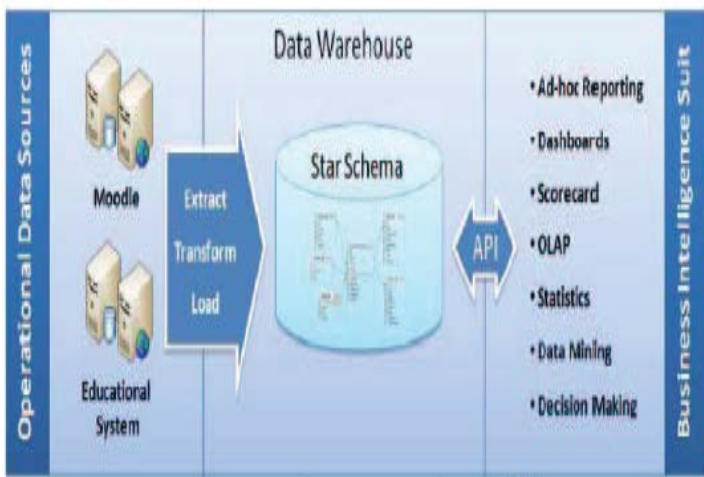 Operational Data Sources
Moodle
Educational
System
Extract
Transform
Load
Data Warehouse
Star Schema
API
• Ad-hoc Reporting
• Dashboards
• Scorecard
• OLAP
• Statistics
• Data Mining
• Decision Making
Business Intelligence Suit